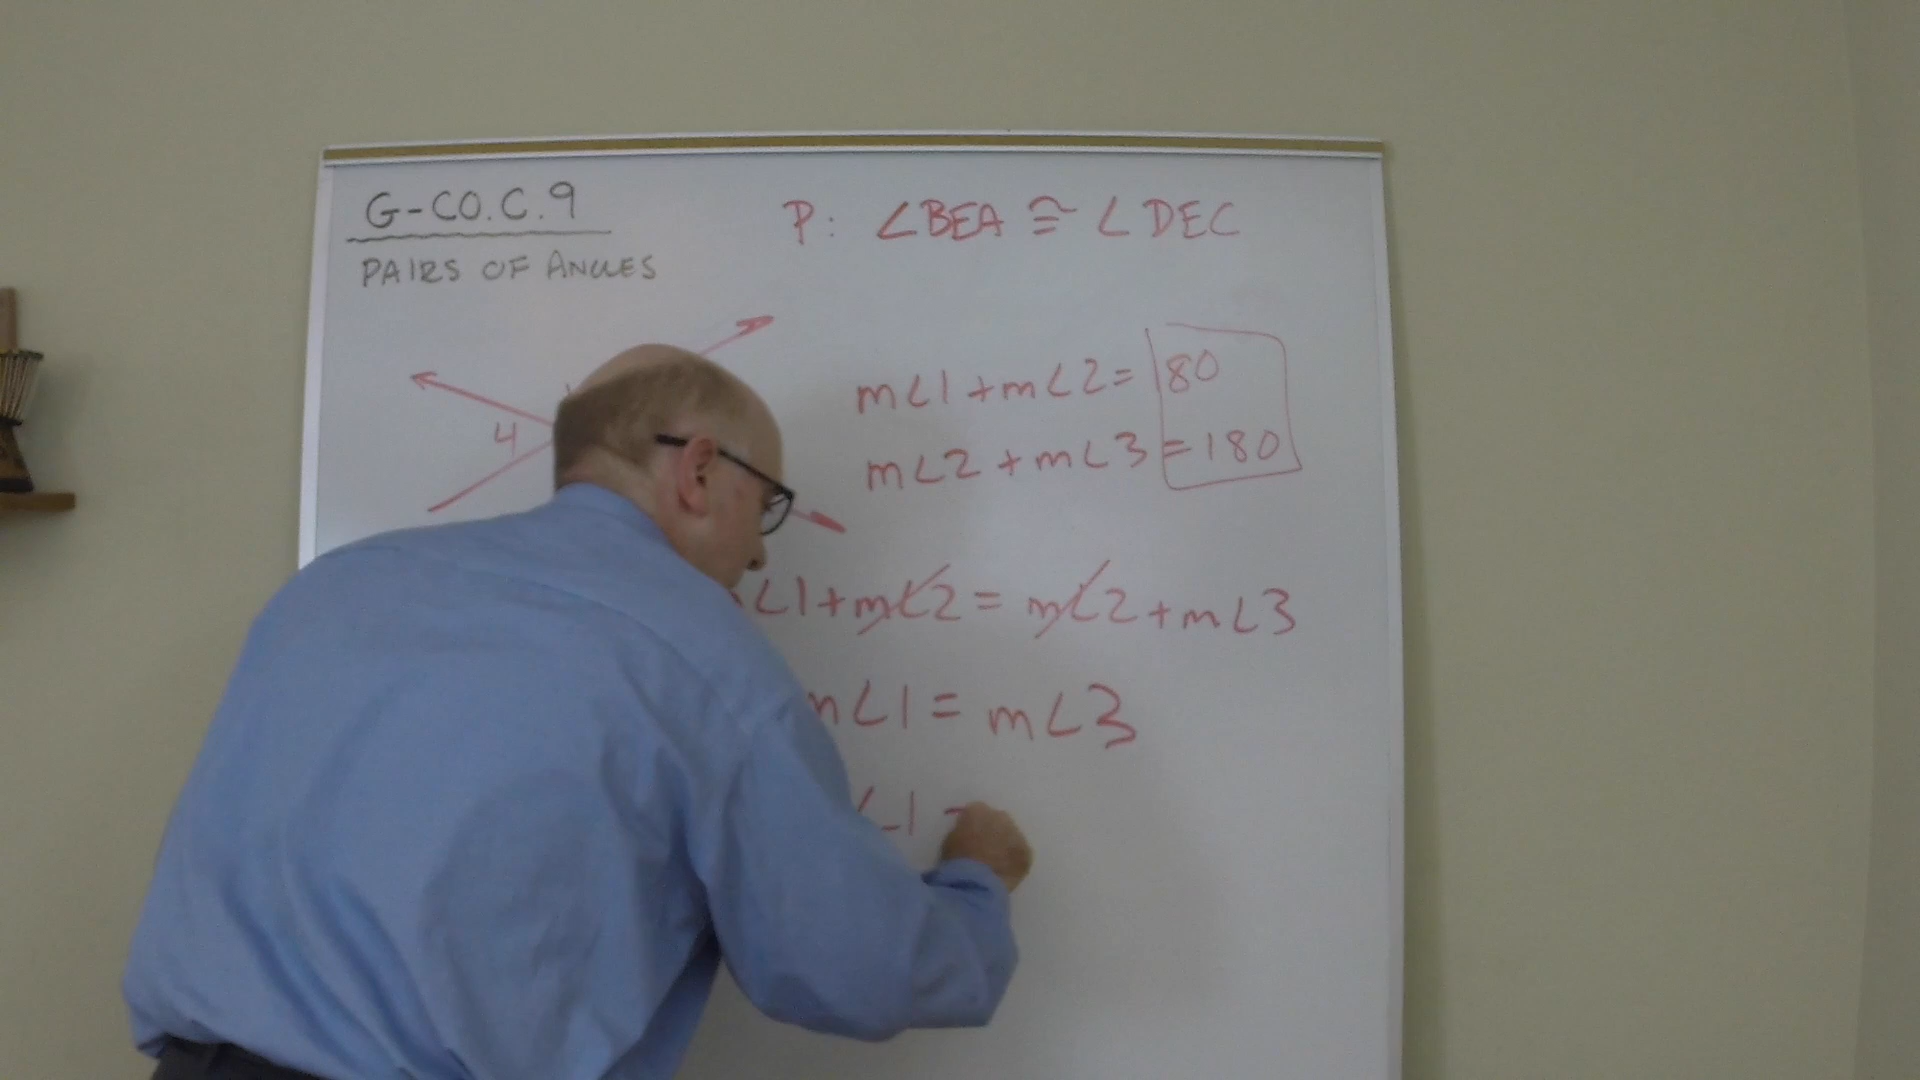 G-CO.C.9
PAIRS OF ANGLES
P: ∠BEA ≅ ∠DEC
4
m∠1 + m∠2 = 180
m∠2 + m∠3 = 180
∠1 + m∠2 = m∠2 + m∠3
m∠1 = m∠3
∠1